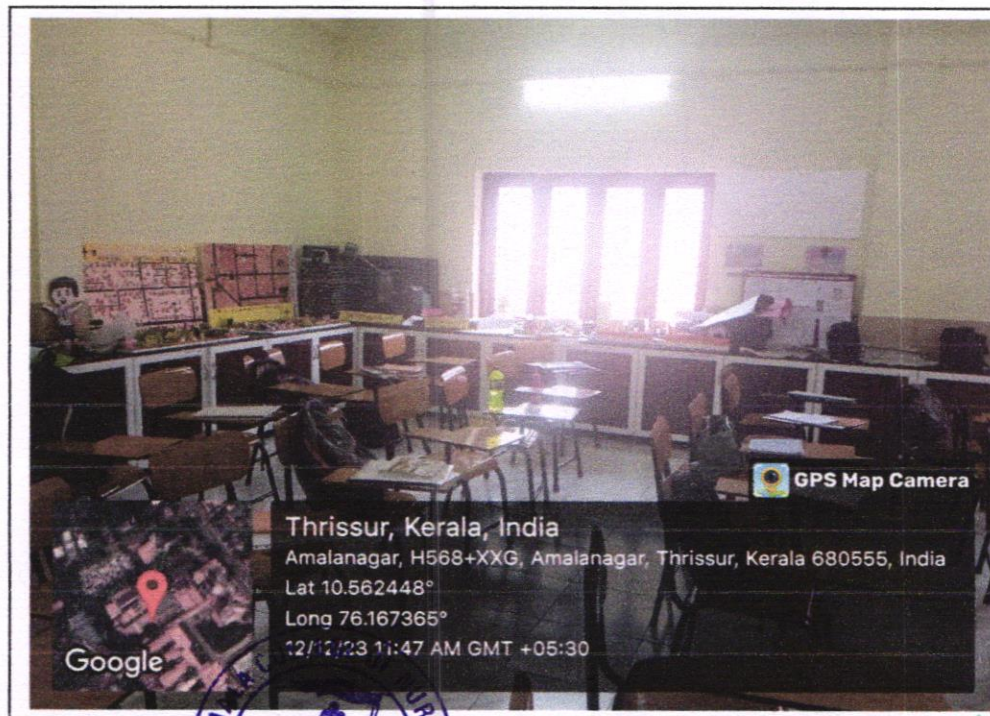 GPS Map Camera
Thrissur, Kerala, India
Amalanagar, H568+XXG, Amalanagar, Thrissur, Kerala 680555, India
Lat 10.562448°
Long 76.167365°
12/12/23 11:47 AM GMT +05:30
Google